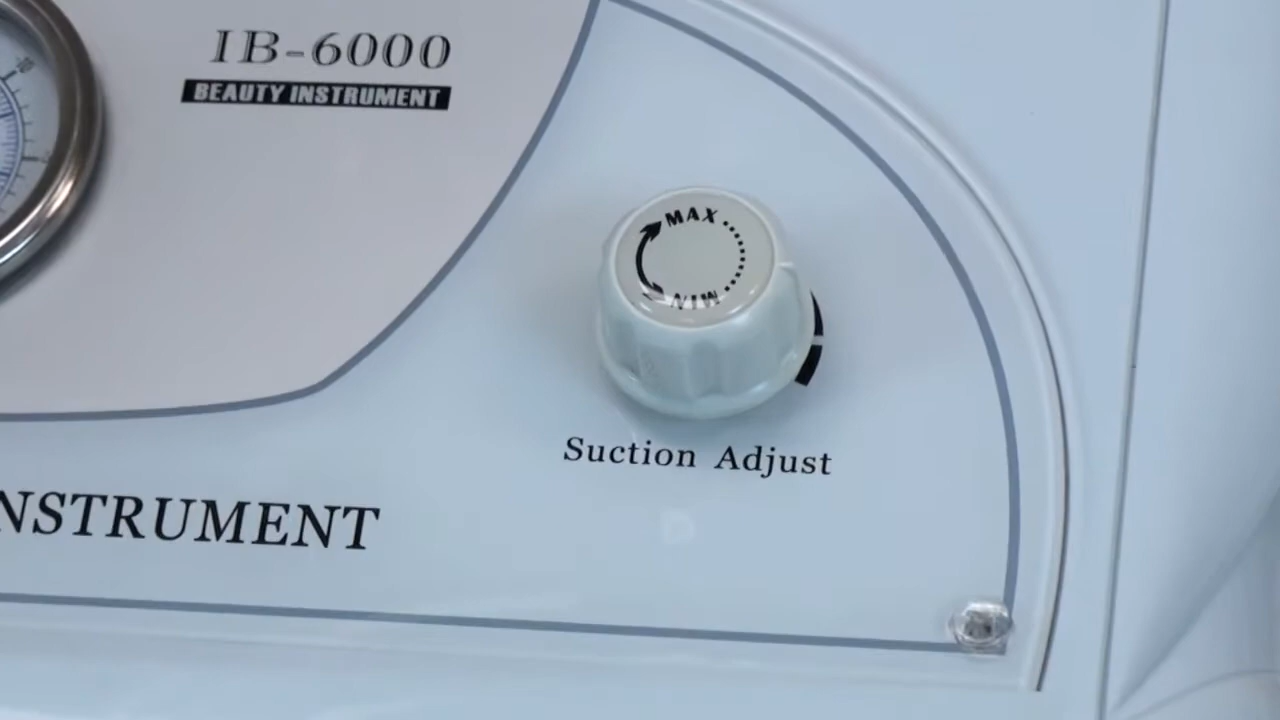 IB-6000
BEAUTY INSTRUMENT
MAX
MIN
Suction Adjust
NSTRUMENT